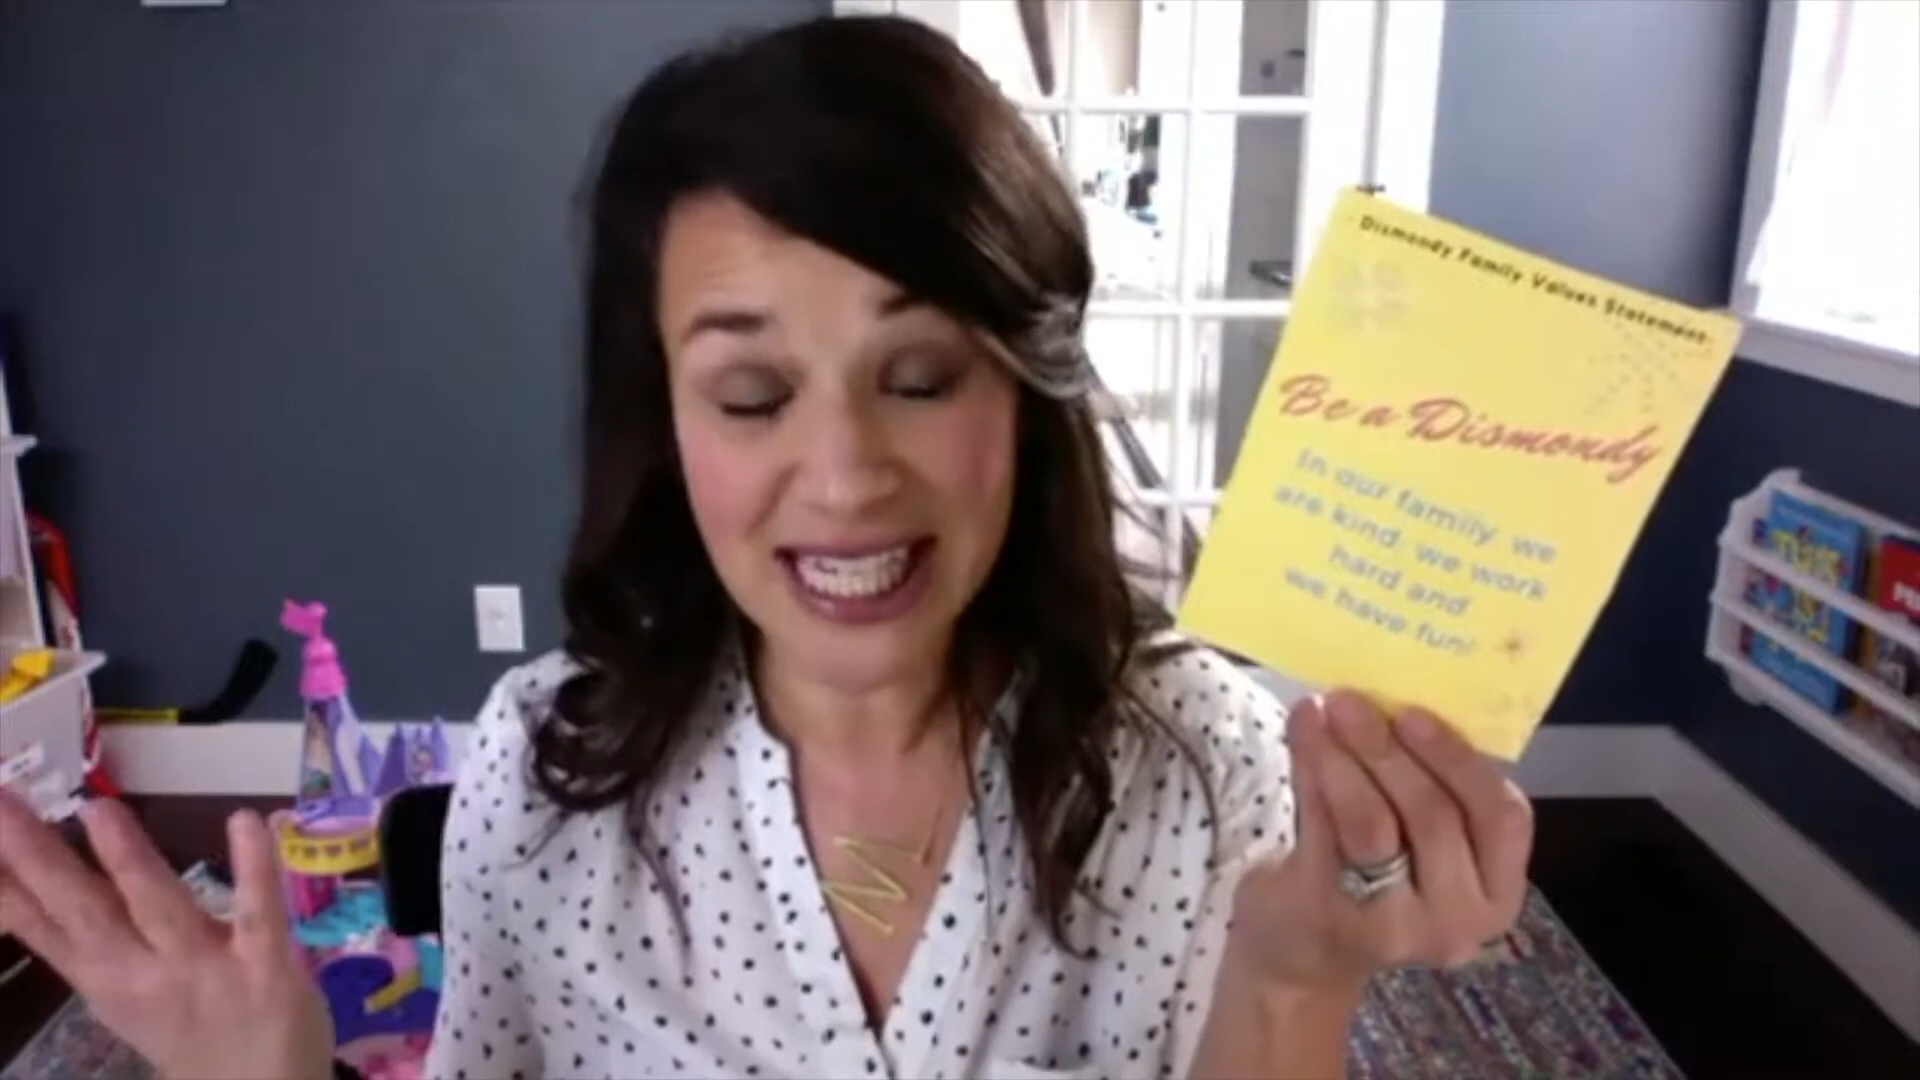 Dismondy Family Values Statement
Be a Dismondy
In our family we
are kind, we work
hard and
we have fun!